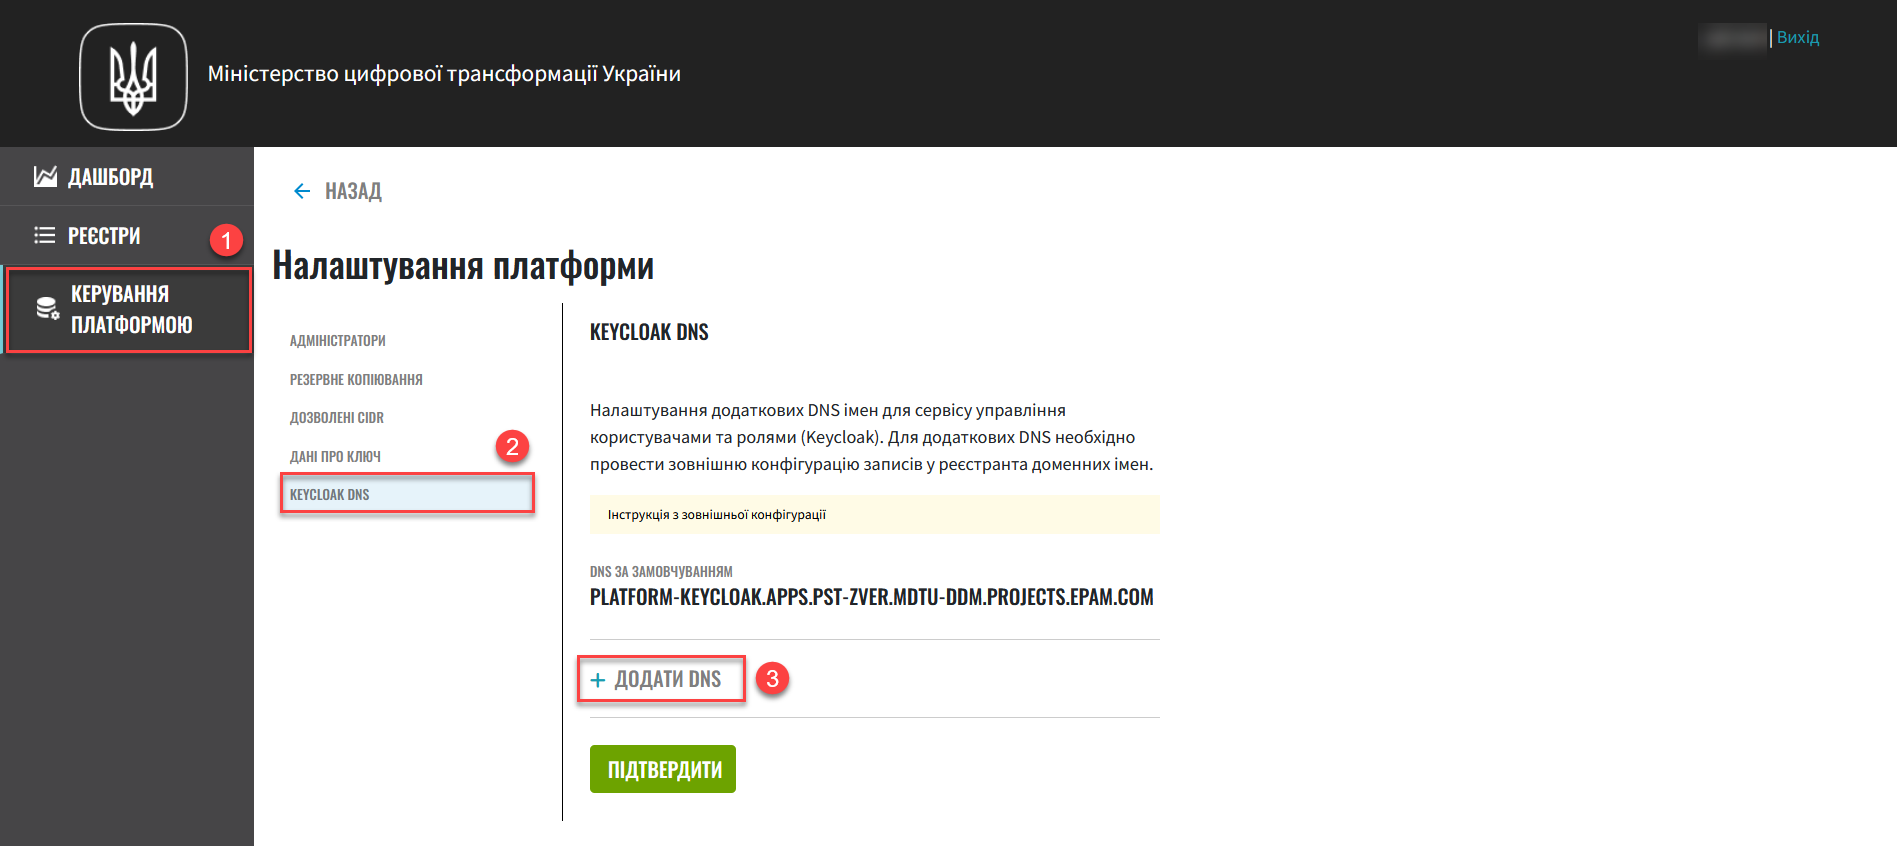 Міністерство цифрової трансформації України
| Вихід
ДАШБОРД
РЕЄСТРИ
1
КЕРУВАННЯ
ПЛАТФОРМОЮ
НАЗАД
Налаштування платформи
АДМІНІСТРАТОРИ
РЕЗЕРВНЕ КОПІЮВАННЯ
ДОЗВОЛЕНІ CIDR
ДАНІ ПРО КЛЮЧ
2
KEYCLOAK DNS
KEYCLOAK DNS
Налаштування додаткових DNS імен для сервісу управління
користувачами та ролями (Keycloak). Для додаткових DNS необхідно
провести зовнішню конфігурацію записів у реєстранта доменних імен.
Інструкція з зовнішньої конфігурації
DNS ЗА ЗАМОВЧУВАННЯМ
PLATFORM-KEYCLOAK.APPS.PST-ZVER.MDTU-DDM.PROJECTS.EPAM.COM
+ ДОДАТИ DNS
3
ПІДТВЕРДИТИ